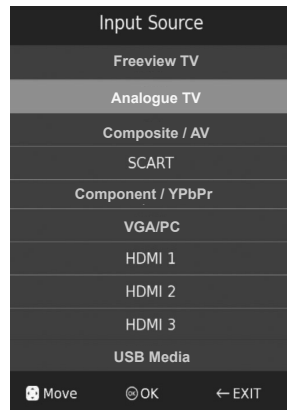 Input Source
Freeview TV
Analogue TV
Composite / AV
SCART
Component / YPbPr
VGA/PC
HDMI 1
HDMI 2
HDMI 3
USB Media
Move OK ← EXIT